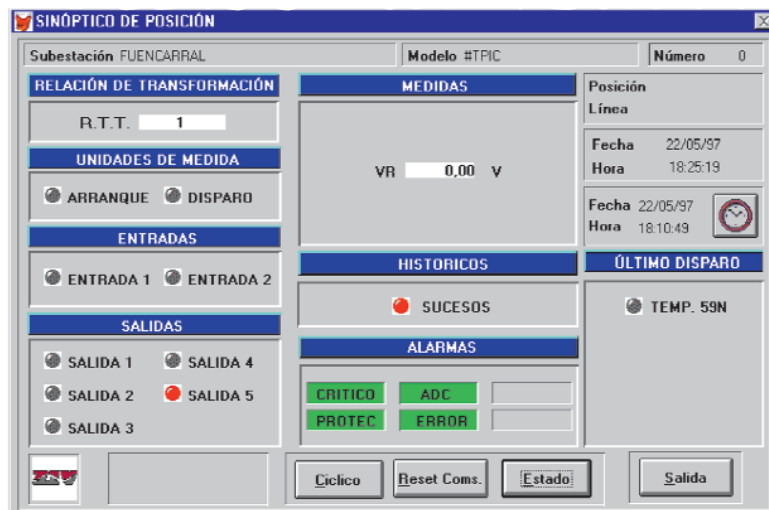 SINÓPTICO DE POSICIÓN
Subestación FUENCARRAL
Modelo #TPIC
Número 0
RELACIÓN DE TRANSFORMACIÓN
R.T.T. 1
UNIDADES DE MEDIDA
ARRANQUE DISPARO
ENTRADAS
ENTRADA 1 ENTRADA 2
SALIDAS
SALIDA 1 SALIDA 4
SALIDA 2 SALIDA 5
SALIDA 3
MEDIDAS
VR 0,00 V
HISTORICOS
SUCESOS
ALARMAS
CRITICO ADC
PROTEC ERROR
Posición
Línea
Fecha 22/05/97
Hora 18:25:19
Fecha 22/05/97
Hora 18:10:49
ÚLTIMO DISPARO
TEMP. 59N
ZIV
Cíclico Reset Coms. Estado Salida